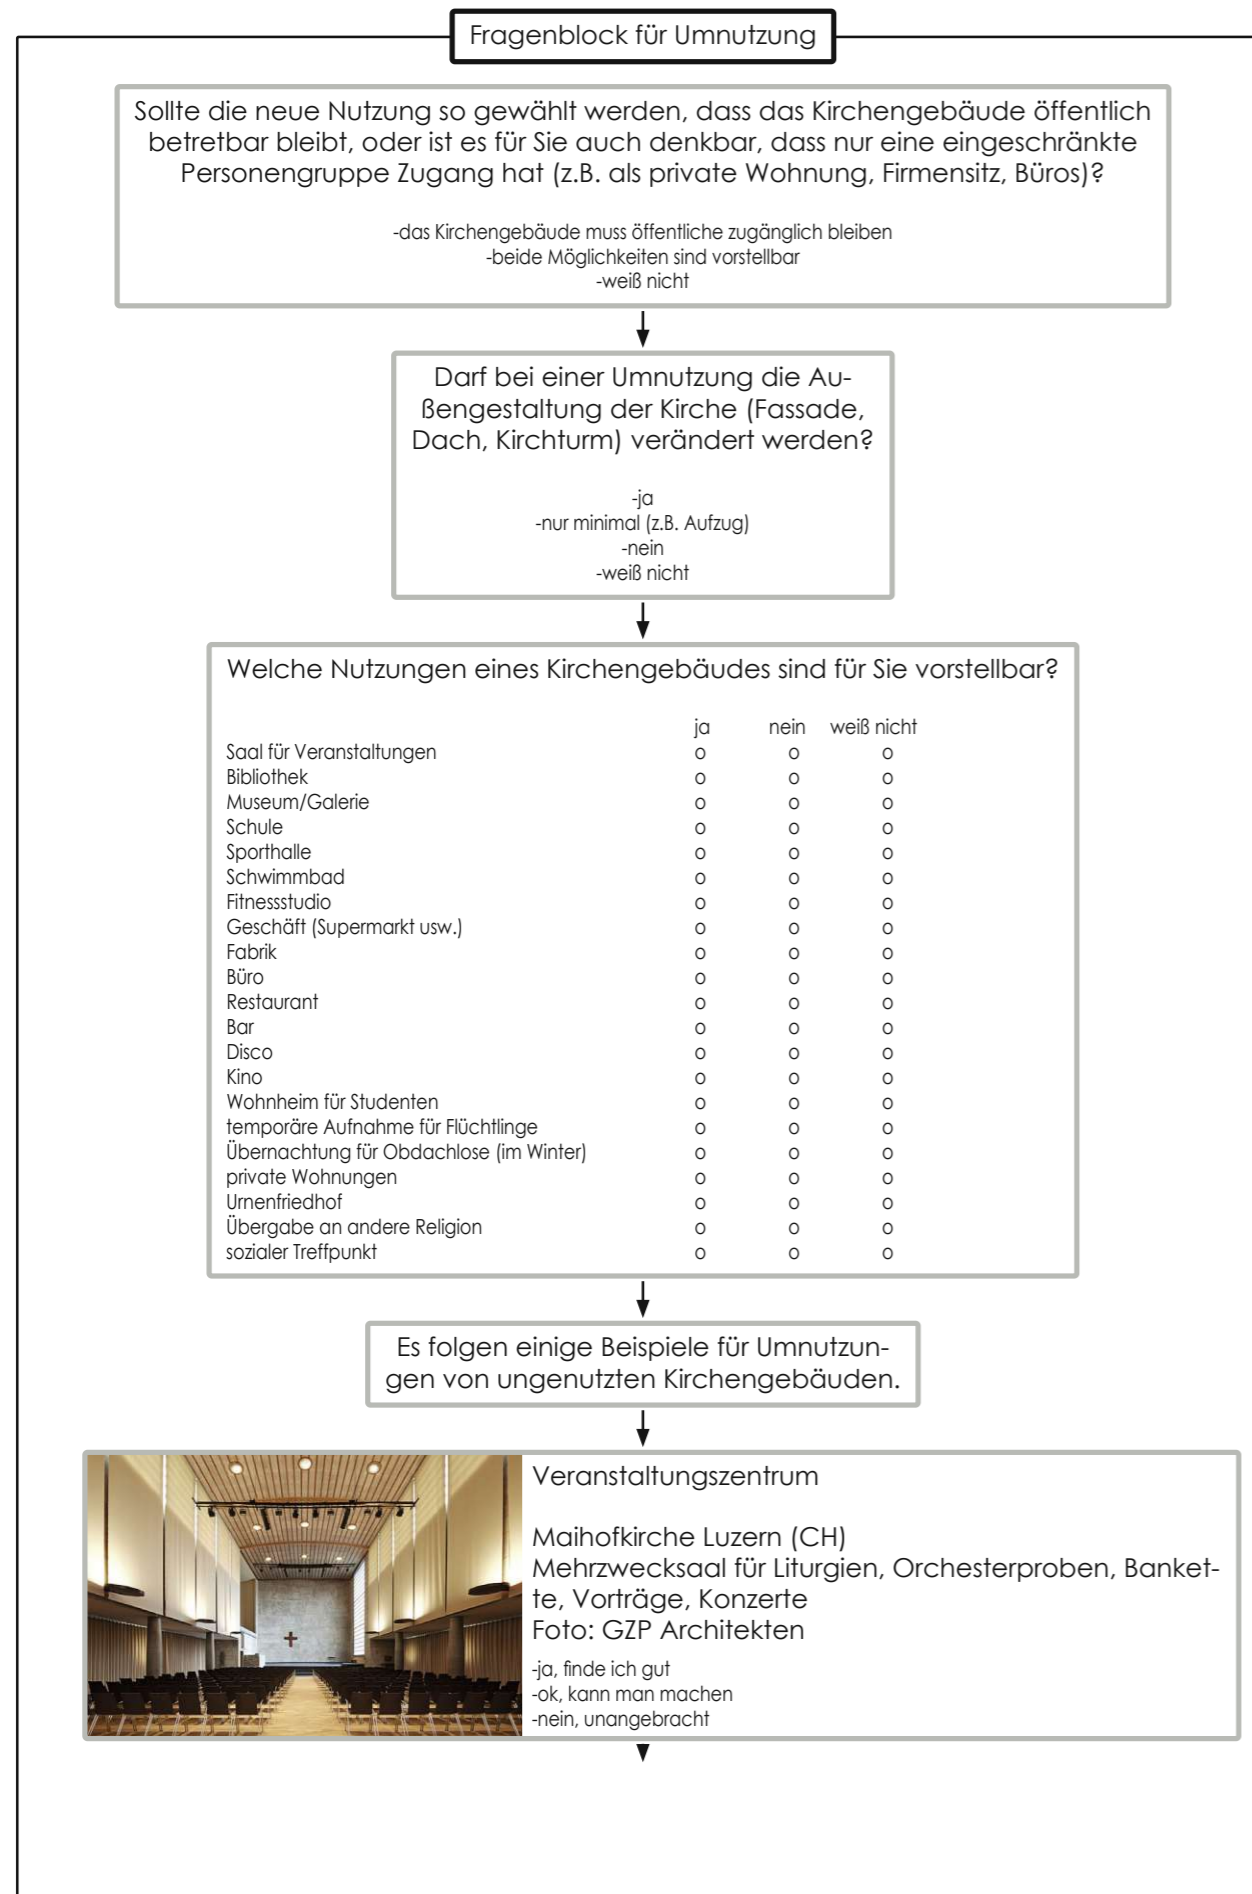 Fragenblock für Umnutzung
Sollte die neue Nutzung so gewählt werden, dass das Kirchengebäude öffentlich
betretbar bleibt, oder ist es für Sie auch denkbar, dass nur eine eingeschränkte
Personengruppe Zugang hat (z.B. als private Wohnung, Firmensitz, Büros)?
-das Kirchengebäude muss öffentliche zugänglich bleiben
-beide Möglichkeiten sind vorstellbar
-weiß nicht
Darf bei einer Umnutzung die Au-
ßengestaltung der Kirche (Fassade,
Dach, Kirchturm) verändert werden?
-ja
-nur minimal (z.B. Aufzug)
-nein
-weiß nicht
Welche Nutzungen eines Kirchengebäudes sind für Sie vorstellbar?
ja nein weiß nicht
Saal für Veranstaltungen o o o
Bibliothek o o o
Museum/Galerie o o o
Schule o o o
Sporthalle o o o
Schwimmbad o o o
Fitnessstudio o o o
Geschäft (Supermarkt usw.) o o o
Fabrik o o o
Büro o o o
Restaurant o o o
Bar o o o
Disco o o o
Kino o o o
Wohnheim für Studenten o o o
temporäre Aufnahme für Flüchtlinge o o o
Übernachtung für Obdachlose (im Winter) o o o
private Wohnungen o o o
Urnenfriedhof o o o
Übergabe an andere Religion o o o
sozialer Treffpunkt o o o
Es folgen einige Beispiele für Umnutzun-
gen von ungenutzten Kirchengebäuden.
Veranstaltungszentrum
Maihofkirche Luzern (CH)
Mehrzwecksaal für Liturgien, Orchesterproben, Banket-
te, Vorträge, Konzerte
Foto: GZP Architekten
-ja, finde ich gut
-ok, kann man machen
-nein, unangebracht